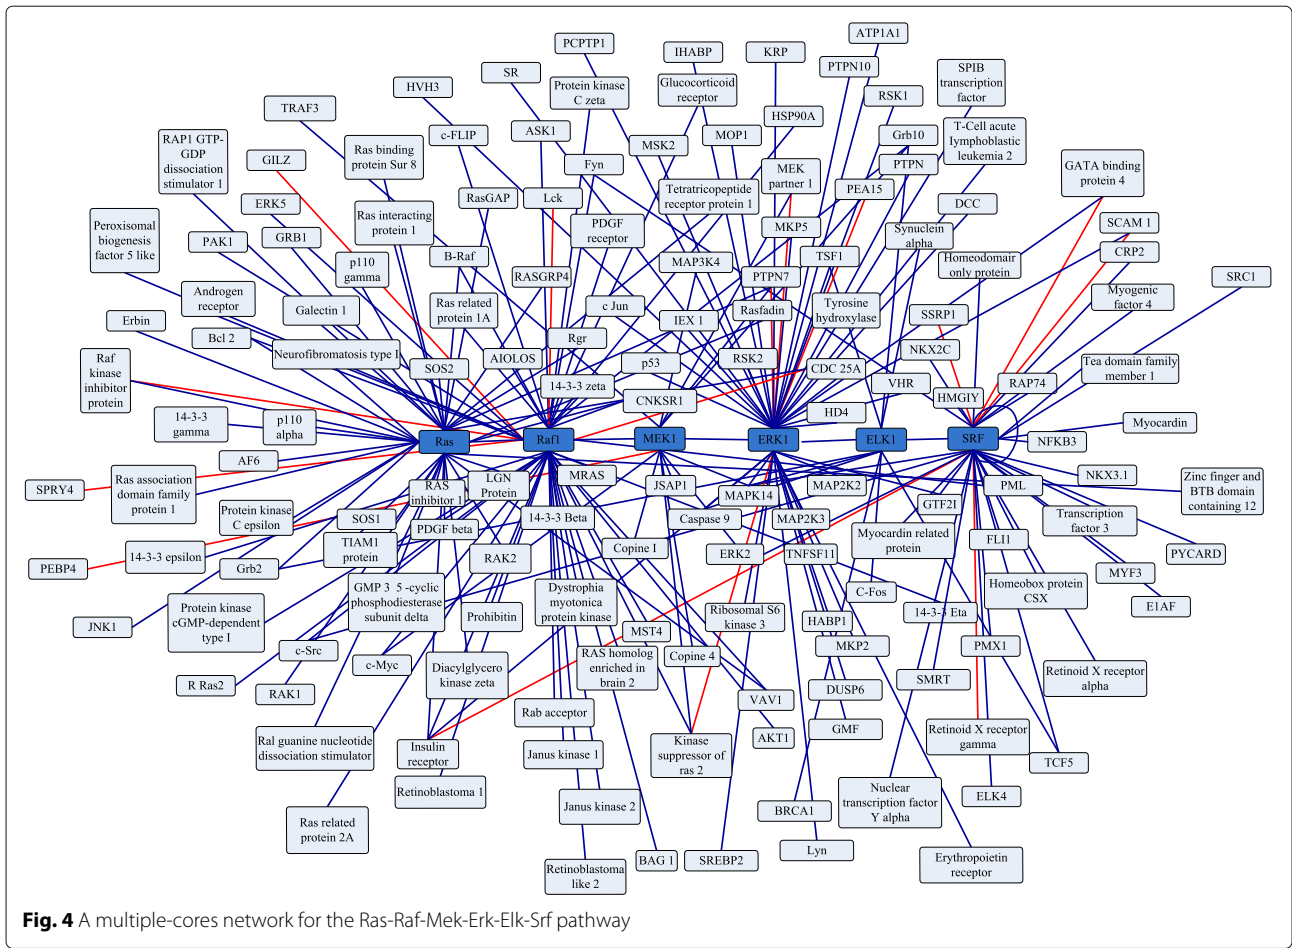 ATP1A1
PCPTP1
IHABP
KRP
PTPN10
SPIB
transcription
factor
SR
HVH3
Protein kinase
C zeta
Glucocorticoid
receptor
RSK1
TRAF3
HSP90A
c-FLIP
ASK1
MSK2
MOP1
Grb10
T-Cell acute
lymphoblastic
leukemia 2
RAP1 GTP-
GDP
dissociation
stimulator 1
GILZ
Ras binding
protein Sur 8
Fyn
MEK
partner 1
PTPN
GATA binding
protein 4
ERK5
RasGAP
Lck
Tetratricopeptide
receptor protein 1
PEA15
DCC
Peroxisomal
biogenesis
factor 5 like
PAK1
GRB1
Ras interacting
protein 1
PDGF
receptor
MKP5
Synuclein
alpha
SCAM 1
p110
gamma
B-Raf
RASGRP4
MAP3K4
PTPN7
TSF1
Homeodomair
only protein
CRP2
SRC1
Androgen
receptor
Galectin 1
Ras related
protein 1A
c Jun
Rasfadin
Tyrosine
hydroxylase
Myogenic
factor 4
Erbin
Bcl 2
IEX 1
SSRP1
Raf
kinase
inhibitor
protein
Neurofibromatosis type I
SOS2
AIOLOS
Rgr
p53
RSK2
CDC 25A
NKX2C
Tea domain family
member 1
14-3-3 zeta
CNKSR1
VHR
HMGIY
RAP74
14-3-3
gamma
p110
alpha
HD4
Myocardin
Ras
Raf1
MEK1
ERK1
ELK1
SRF
NFKB3
AF6
SPRY4
Ras association
domain family
protein 1
RAS
inhibitor 1
LGN
Protein
MRAS
JSAP1
MAPK14
MAP2K2
PML
NKX3.1
Zinc finger and
BTB domain
containing 12
Protein kinase
C epsilon
SOS1
PDGF beta
14-3-3 Beta
Caspase 9
MAP2K3
GTF2I
Transcription
factor 3
TIAM1
protein
Myocardin related
protein
FLI1
14-3-3 epsilon
PEBP4
Grb2
RAK2
Copine I
ERK2
TNFSF11
PYCARD
MYF3
GMP 3 5 -cyclic
phosphodiesterase
subunit delta
Dystrophia
myotonica
protein kinase
C-Fos
Homeobox protein
CSX
E1AF
JNK1
Protein kinase
cGMP-dependent
type I
Prohibitin
MST4
Ribosomal S6
kinase 3
HABP1
14-3-3 Eta
c-Src
c-Myc
Diacylglycero
kinase zeta
RAS homolog
enriched in
brain 2
Copine 4
MKP2
PMX1
R Ras2
RAK1
VAV1
DUSP6
SMRT
Retinoid X receptor
alpha
Ral guanine nucleotide
dissociation stimulator
Insulin
receptor
Rab acceptor
AKT1
GMF
Retinoid X receptor
gamma
Janus kinase 1
Kinase
suppressor of
ras 2
TCF5
Retinoblastoma 1
Janus kinase 2
BRCA1
Nuclear
transcription factor
Y alpha
ELK4
Ras related
protein 2A
Retinoblastoma
like 2
BAG 1
SREBP2
Lyn
Erythropoietin
receptor
Fig. 4 A multiple-cores network for the Ras-Raf-Mek-Erk-Elk-Srf pathway